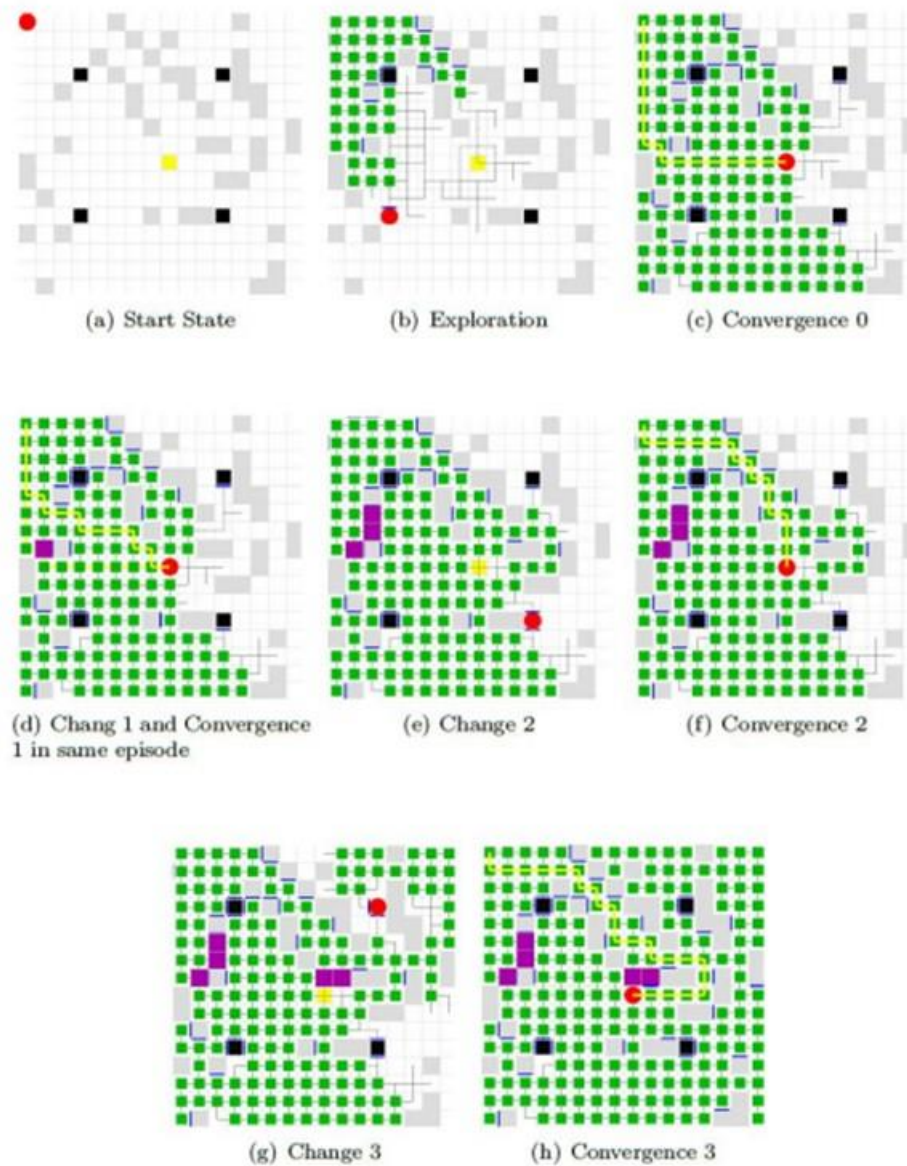 (a) Start State
(b) Exploration
(c) Convergence 0
(d) Chang 1 and Convergence
1 in same episode
(e) Change 2
(f) Convergence 2
(g) Change 3
(h) Convergence 3